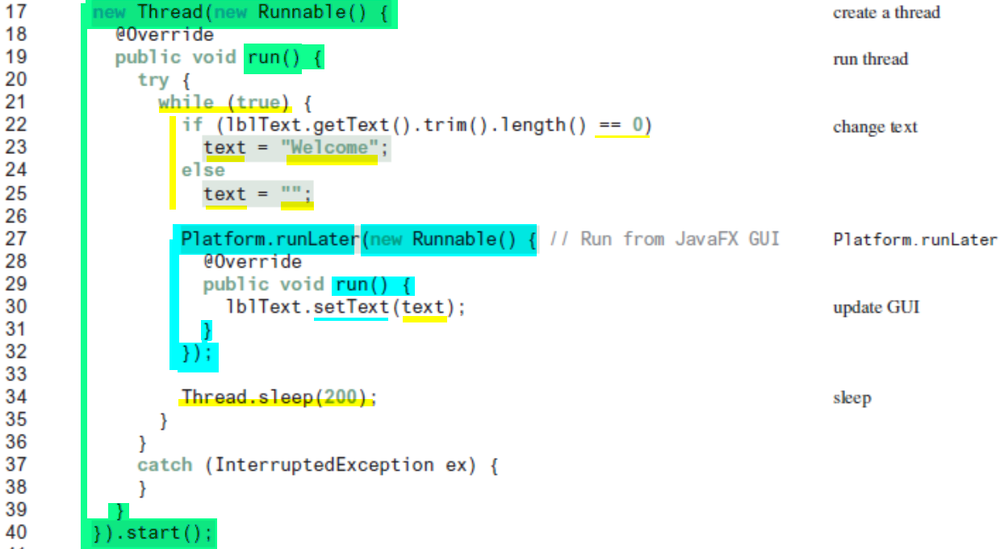 17 new Thread(new Runnable() { create a thread
18 @Override
19 public void run() { run thread
20 try {
21 while (true) {
22 if (lblText.getText().trim().length() == 0) change text
23 text = "Welcome";
24 else
25 text = "";
26
27 Platform.runLater(new Runnable() { // Run from JavaFX GUI Platform.runLater
28 @Override
29 public void run() {
30 lblText.setText(text); update GUI
31 }
32 });
33
34 Thread.sleep(200); sleep
35 }
36 }
37 catch (InterruptedException ex) {
38 }
39 }
40 }).start();